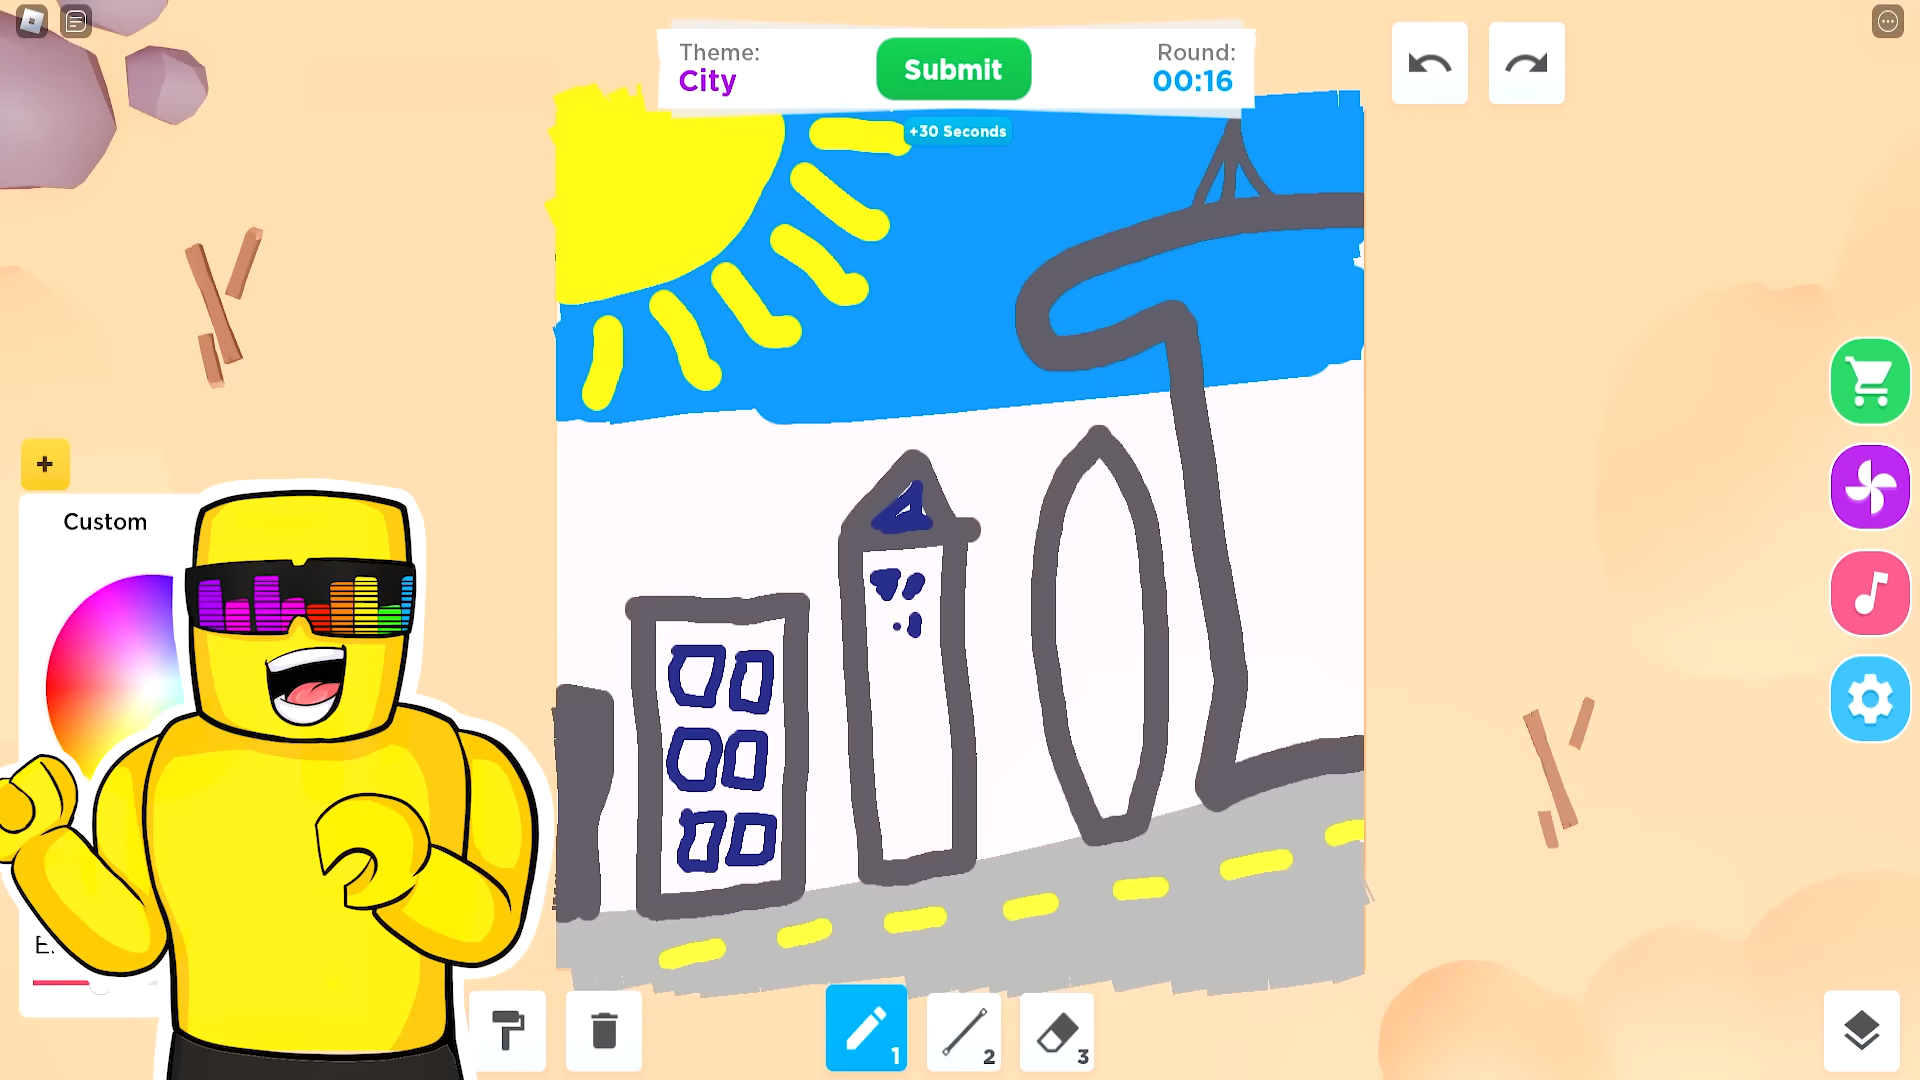 Theme:
City
Submit
Round:
00:16
+30 Seconds
+
Custom
1
2
3